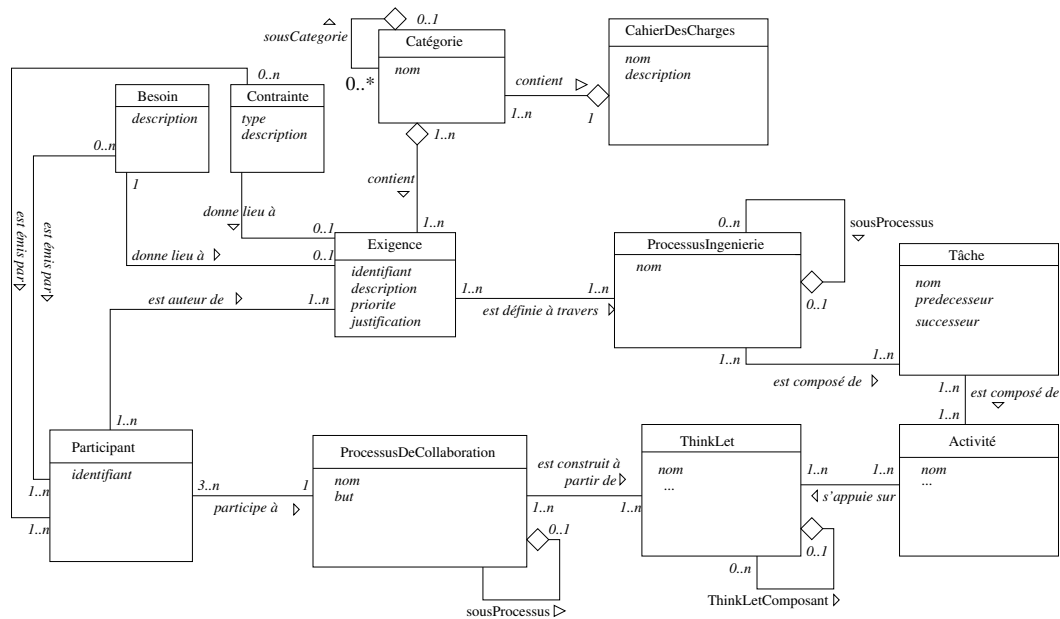 0..1
sousCategorie
Catégorie
nom
0..*
CahierDesCharges
nom
description
contient
1..n
1
0..n
Besoin
description
Contrainte
type
description
0..n
1
1..n
contient
1..n
est émis par
est émis par
donne lieu à
0..1
donne lieu à
0..1
Exigence
identifiant
description
priorite
justification
est auteur de
1..n
1..n
est définie à travers
1..n
0..n
sousProcessus
ProcessusIngenierie
nom
0..1
Tâche
nom
predecesseur
successeur
1..n
est composé de
1..n
1..n
est composé de
1..n
1..n
Participant
identifiant
1..n
1..n
3..n
participe à
1
ProcessusDeCollaboration
nom
but
est construit à
partir de
1..n
1..n
0..1
sousProcessus
ThinkLet
nom
...
1..n
s'appuie sur
1..n
Activité
nom
...
0..1
0..n
ThinkLetComposant